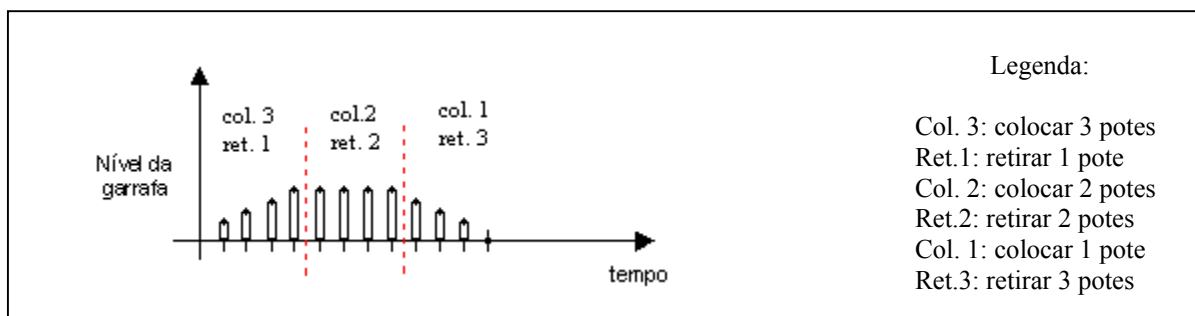 col. 3
ret. 1
col.2
ret. 2
col. 1
ret. 3
Nível da
garrafa
tempo
Legenda:
Col. 3: colocar 3 potes
Ret.1: retirar 1 pote
Col. 2: colocar 2 potes
Ret.2: retirar 2 potes
Col. 1: colocar 1 pote
Ret.3: retirar 3 potes